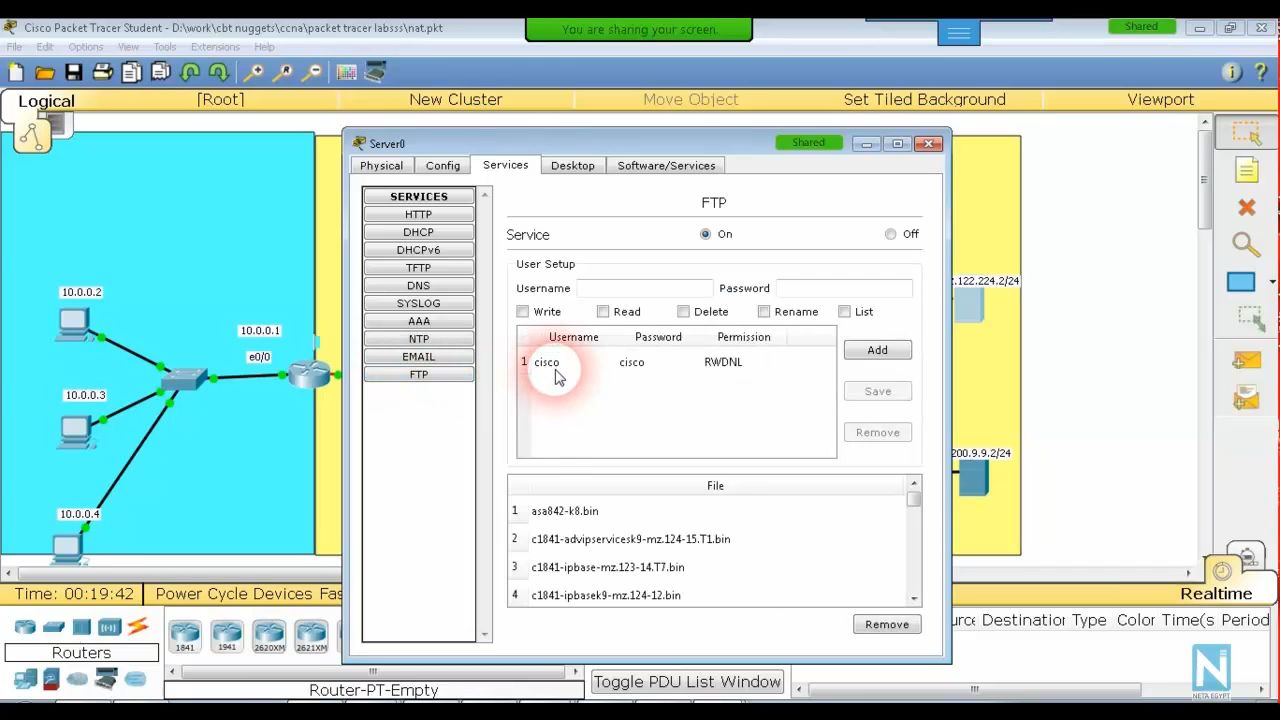 Cisco Packet Tracer Student - D:\work\cbt nuggets\ccna\packet tracer labsss\nat.pkt
You are sharing your screen.
Shared
File Edit Options View Tools Extensions Help
Logical [Root] New Cluster Move Object Set Tiled Background Viewport
Server0
Shared
Physical Config Services Desktop Software/Services
SERVICES
HTTP
DHCP
DHCPv6
TFTP
DNS
SYSLOG
AAA
NTP
EMAIL
FTP
FTP
Service On Off
User Setup
Username Password
Write Read Delete Rename List
Username Password Permission
1 cisco cisco RWDNL
Add
Save
Remove
File
1 asa842-k8.bin
2 c1841-advipservicesk9-mz.124-15.T1.bin
3 c1841-ipbase-mz.123-14.T7.bin
4 c1841-ipbasek9-mz.124-12.bin
Remove
10.0.0.2
10.0.0.1
e0/0
10.0.0.3
10.0.0.4
.122.224.2/24
200.9.9.2/24
Time: 00:19:42 Power Cycle Devices Fas
Realtime
Routers
1841 1941 2620XM 2621XM
Router-PT-Empty
Toggle PDU List Window
urc Destination Type Color Time(s Period
N
NETA EGYPT